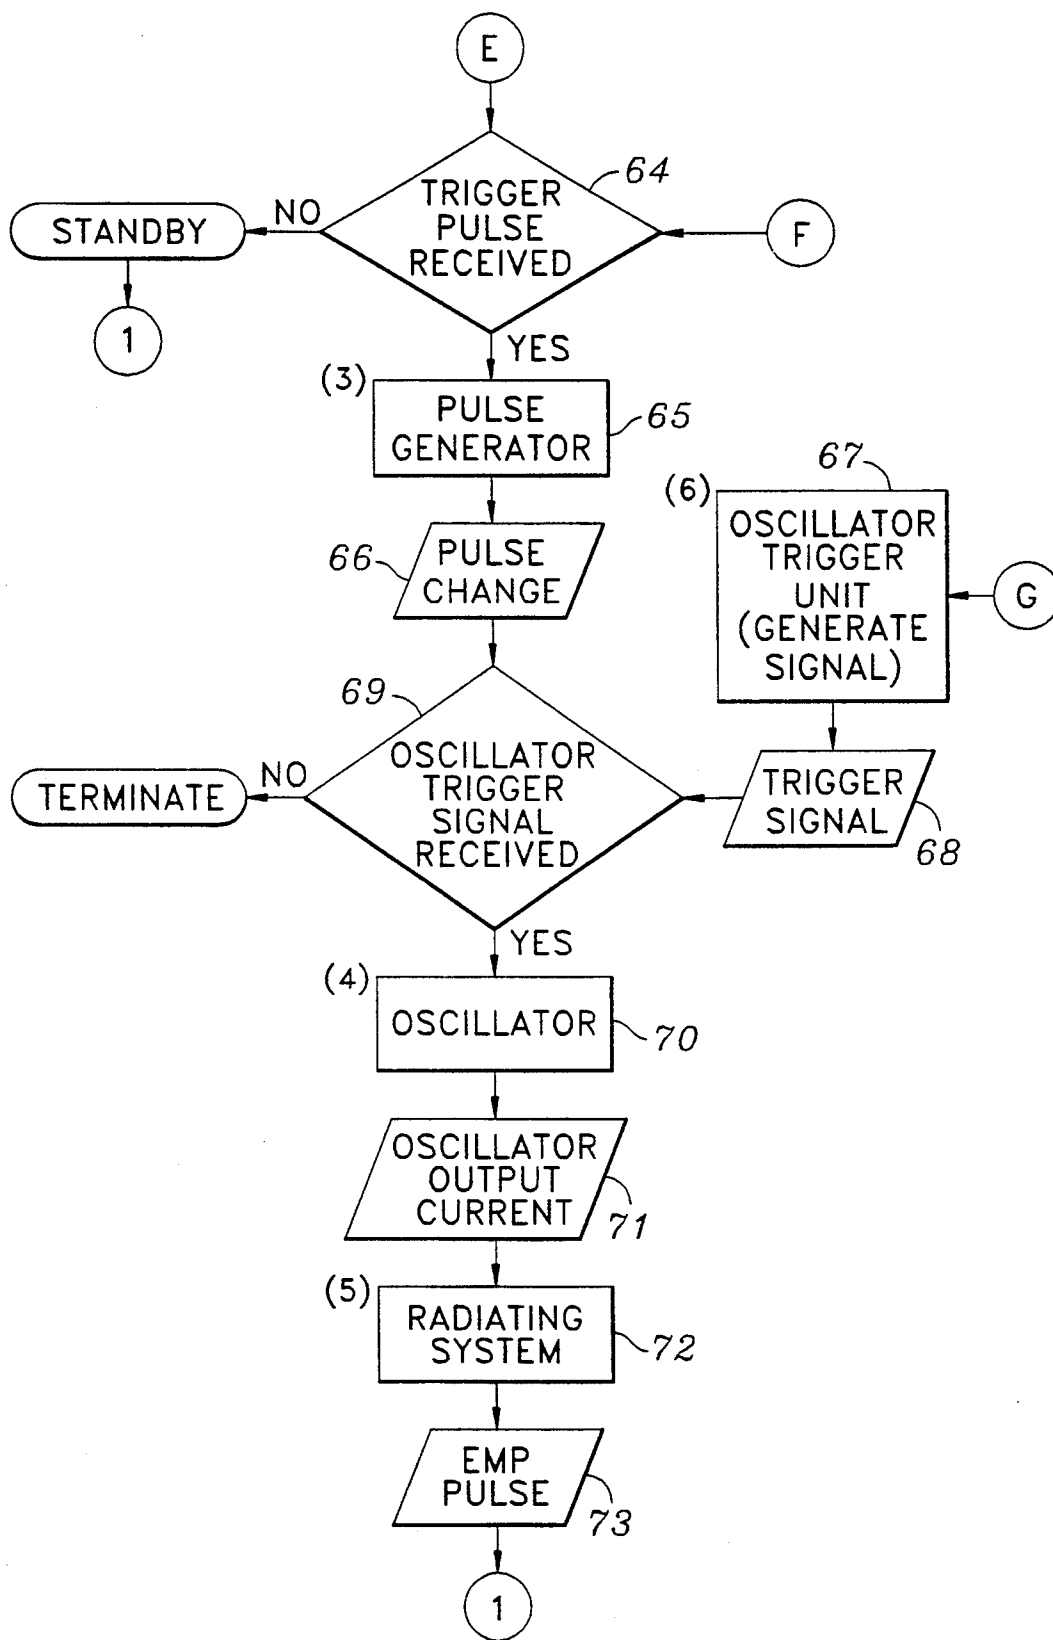 E
64
TRIGGER
PULSE
RECEIVED
NO
STANDBY
F
1
YES
(3)
PULSE
GENERATOR
65
66
PULSE
CHANGE
67
(6)
OSCILLATOR
TRIGGER
UNIT
(GENERATE
SIGNAL)
G
69
OSCILLATOR
TRIGGER
SIGNAL
RECEIVED
NO
TERMINATE
TRIGGER
SIGNAL
68
YES
(4)
OSCILLATOR
70
OSCILLATOR
OUTPUT
CURRENT
71
(5)
RADIATING
SYSTEM
72
EMP
PULSE
73
1